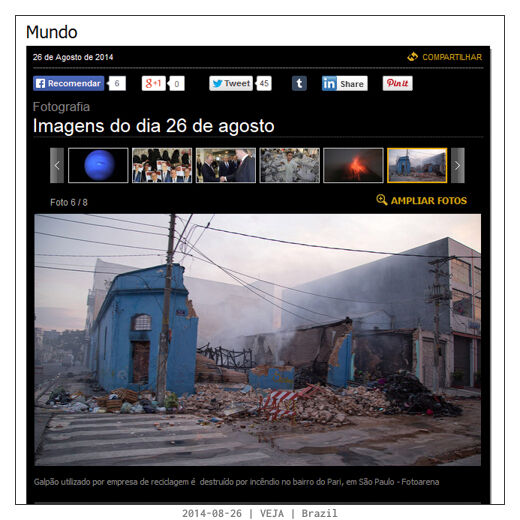 Mundo
26 de Agosto de 2014
COMPARTILHAR
Recomendar 6
g+1 0
Tweet 45
t
in Share
Pin it
Fotografia
Imagens do dia 26 de agosto
Foto 6 / 8
AMPLIAR FOTOS
Galpão utilizado por empresa de reciclagem é destruído por incêndio no bairro do Pari, em São Paulo - Fotoarena
2014-08-26 | VEJA | Brazil